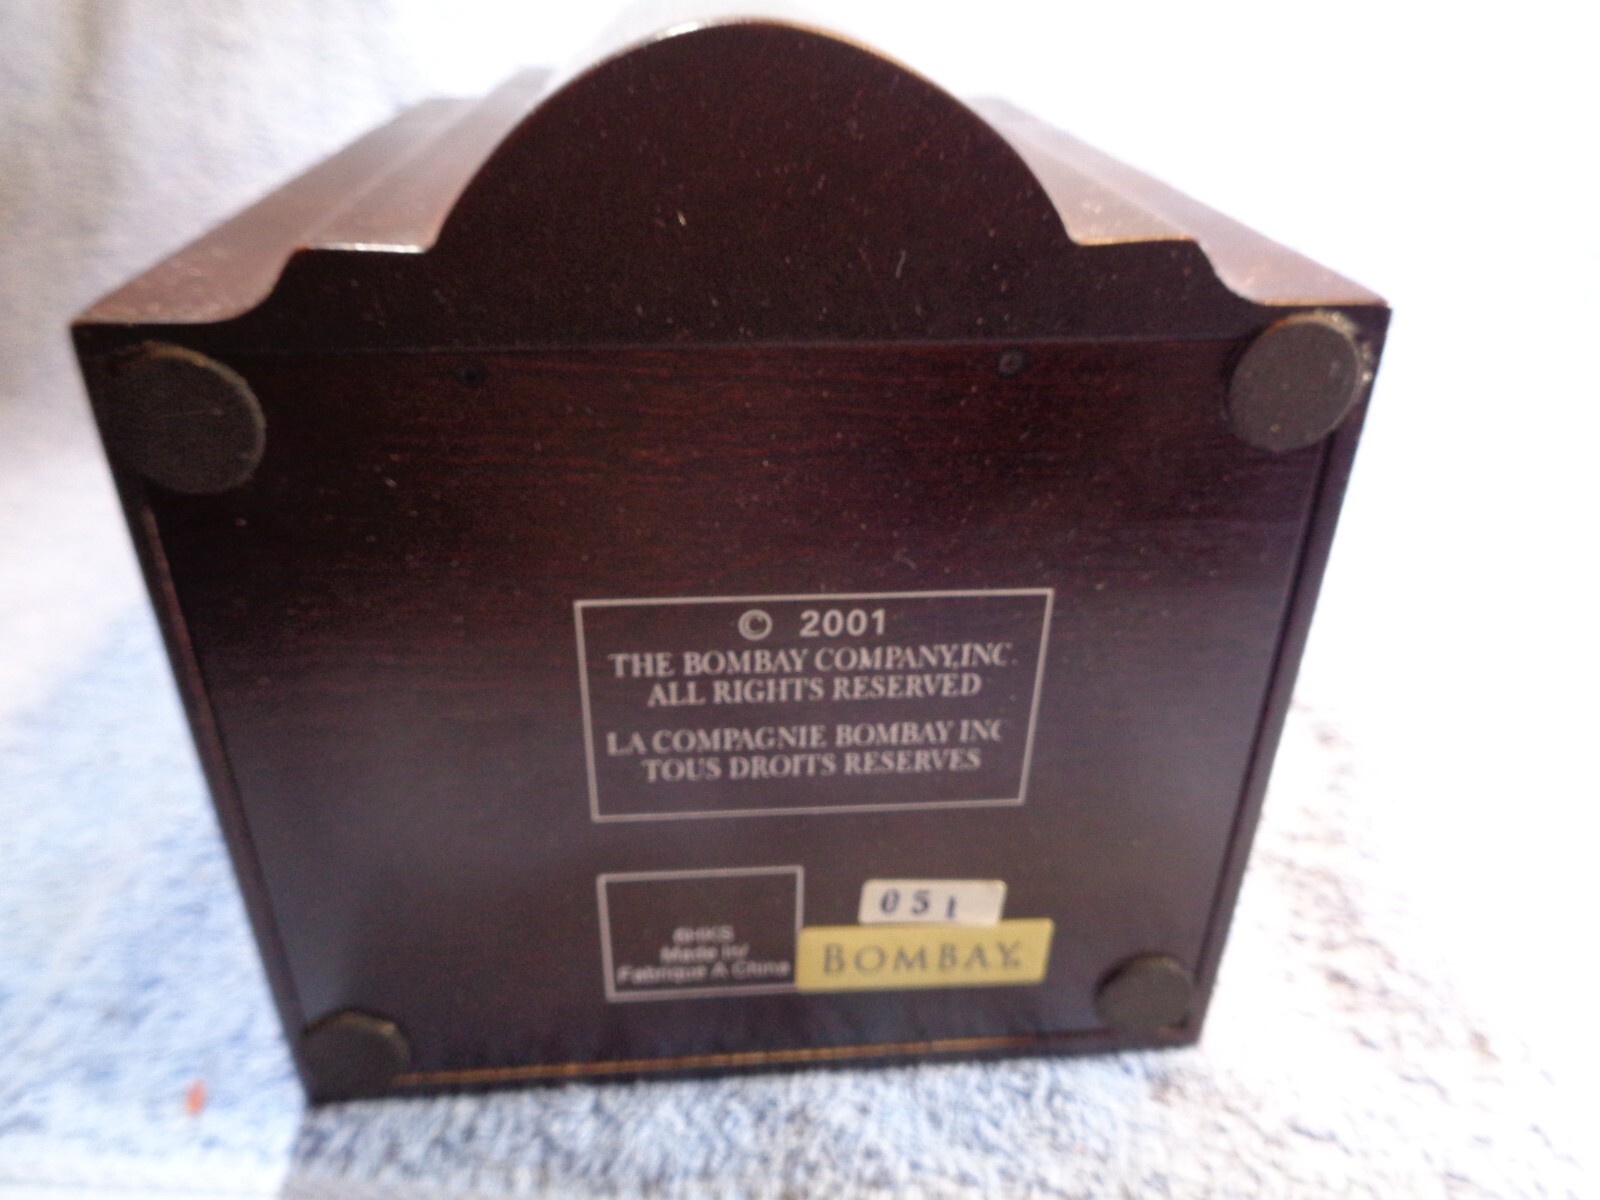 © 2001
THE BOMBAY COMPANY, INC.
ALL RIGHTS RESERVED
LA COMPAGNIE BOMBAY INC
TOUS DROITS RESERVES
Made In/
Fabrique A China
051
BOMBAY